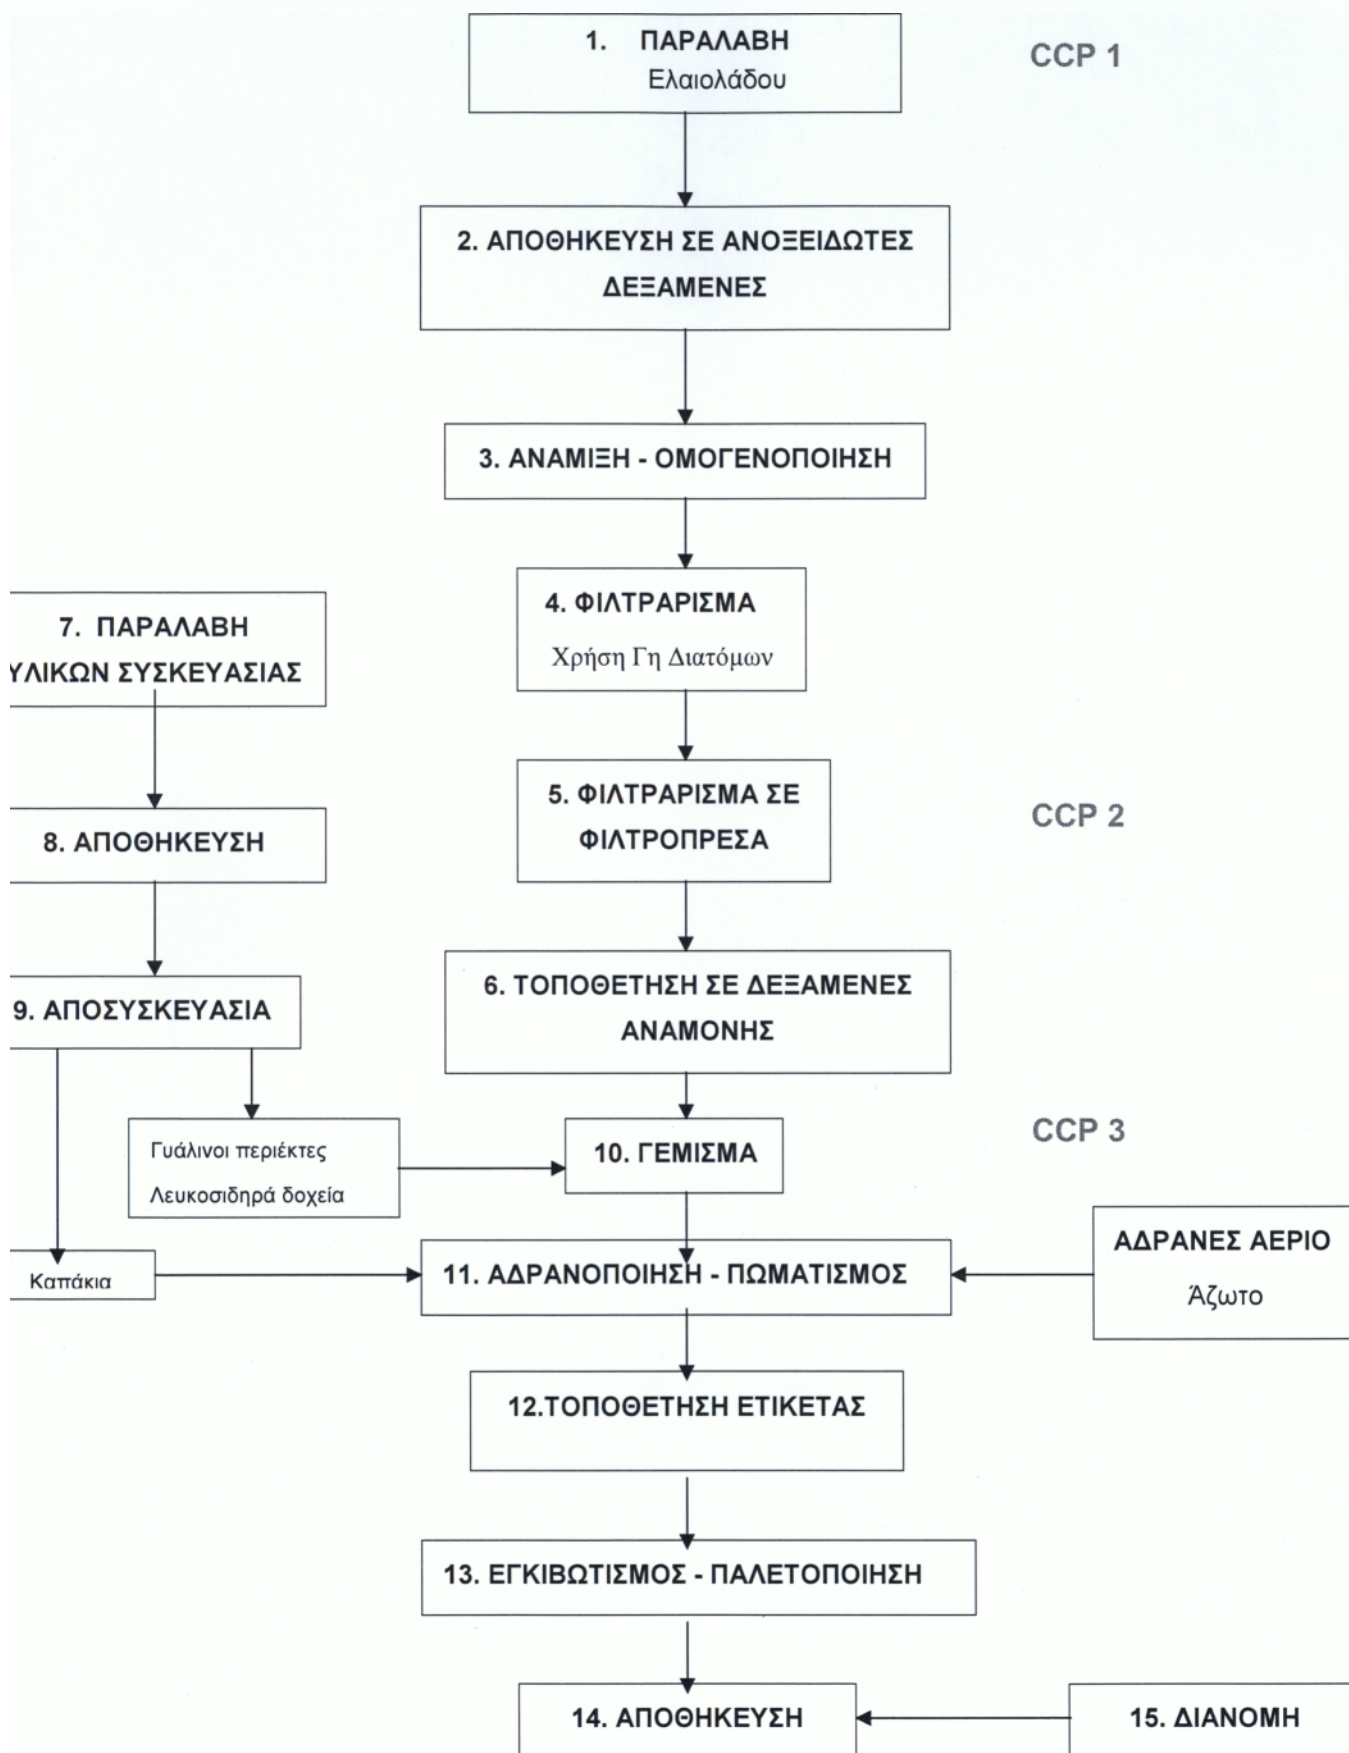 1. ΠΑΡΑΛΑΒΗ
Ελαιολάδου
CCP 1
2. ΑΠΟΘΗΚΕΥΣΗ ΣΕ ΑΝΟΞΕΙΔΩΤΕΣ
ΔΕΞΑΜΕΝΕΣ
3. ΑΝΑΜΙΞΗ - ΟΜΟΓΕΝΟΠΟΙΗΣΗ
4. ΦΙΛΤΡΑΡΙΣΜΑ
Χρήση Γη Διατόμων
7. ΠΑΡΑΛΑΒΗ
ΥΛΙΚΩΝ ΣΥΣΚΕΥΑΣΙΑΣ
5. ΦΙΛΤΡΑΡΙΣΜΑ ΣΕ
ΦΙΛΤΡΟΠΡΕΣΑ
CCP 2
8. ΑΠΟΘΗΚΕΥΣΗ
6. ΤΟΠΟΘΕΤΗΣΗ ΣΕ ΔΕΞΑΜΕΝΕΣ
ΑΝΑΜΟΝΗΣ
9. ΑΠΟΣΥΣΚΕΥΑΣΙΑ
Γυάλινοι περιέκτες
Λευκοσιδηρά δοχεία
10. ΓΕΜΙΣΜΑ
CCP 3
ΑΔΡΑΝΕΣ ΑΕΡΙΟ
Άζωτο
Καπάκια
11. ΑΔΡΑΝΟΠΟΙΗΣΗ - ΠΩΜΑΤΙΣΜΟΣ
12.ΤΟΠΟΘΕΤΗΣΗ ΕΤΙΚΕΤΑΣ
13. ΕΓΚΙΒΩΤΙΣΜΟΣ - ΠΑΛΕΤΟΠΟΙΗΣΗ
14. ΑΠΟΘΗΚΕΥΣΗ
15. ΔΙΑΝΟΜΗ